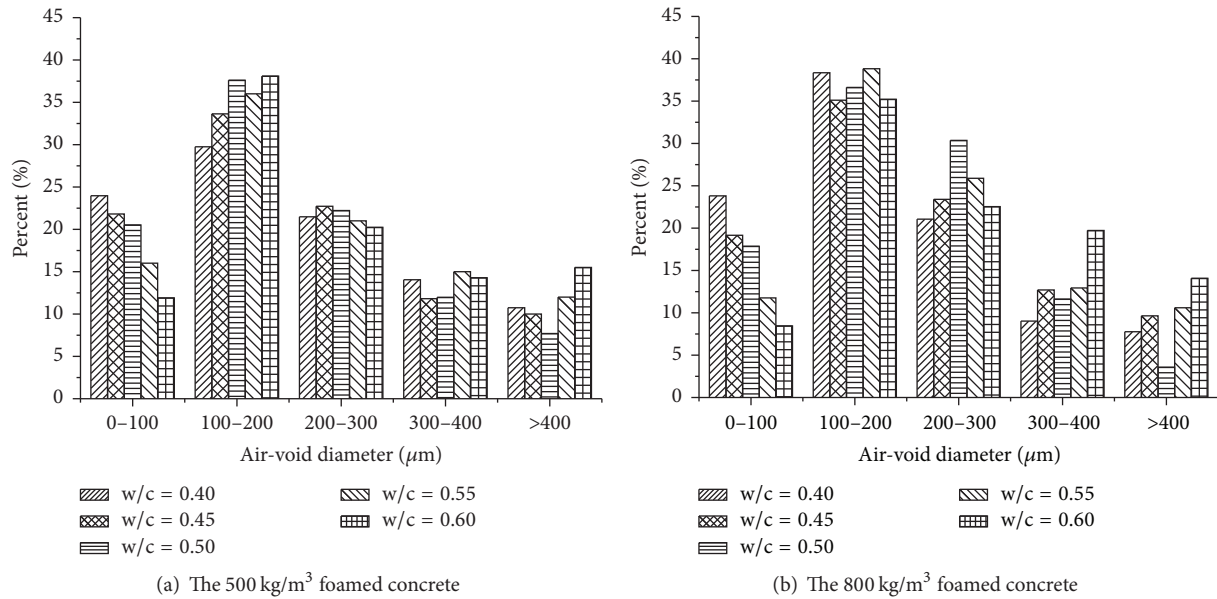 45
40
35
30
25
20
15
10
5
0
Percent (%)
0–100
100–200
200–300
300–400
>400
Air-void diameter (μm)
w/c = 0.40
w/c = 0.45
w/c = 0.50
w/c = 0.55
w/c = 0.60
(a) The 500 kg/m³ foamed concrete
45
40
35
30
25
20
15
10
5
0
Percent (%)
0–100
100–200
200–300
300–400
>400
Air-void diameter (μm)
w/c = 0.40
w/c = 0.45
w/c = 0.50
w/c = 0.55
w/c = 0.60
(b) The 800 kg/m³ foamed concrete